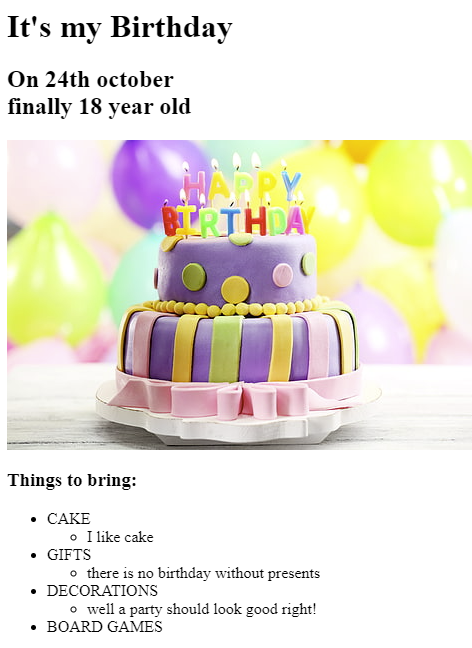 It's my Birthday
On 24th october
finally 18 year old
HAPPY
BIRTHDAY
Things to bring:
CAKE
I like cake
GIFTS
there is no birthday without presents
DECORATIONS
well a party should look good right!
BOARD GAMES